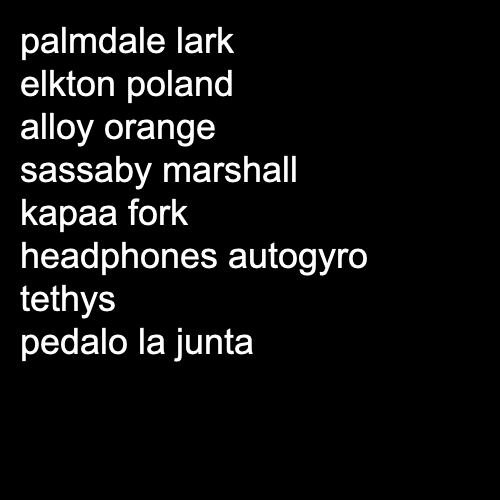 palmdale lark
elkton poland
alloy orange
sassaby marshall
kapaa fork
headphones autogyro
tethys
pedalo la junta